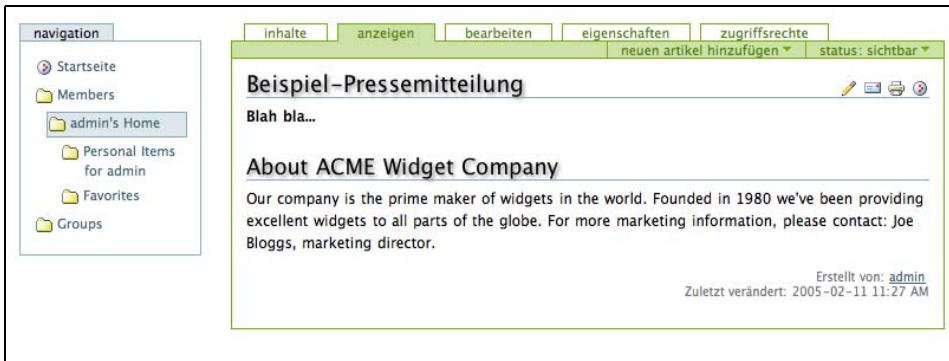 navigation
Startseite
Members
admin's Home
Personal Items
for admin
Favorites
Groups
inhalte
anzeigen
bearbeiten
eigenschaften
zugriffsrechte
neuen artikel hinzufügen
status: sichtbar
Beispiel-Pressemitteilung
Blah bla...
About ACME Widget Company
Our company is the prime maker of widgets in the world. Founded in 1980 we've been providing
excellent widgets to all parts of the globe. For more marketing information, please contact: Joe
Bloggs, marketing director.
Erstellt von: admin
Zuletzt verändert: 2005-02-11 11:27 AM